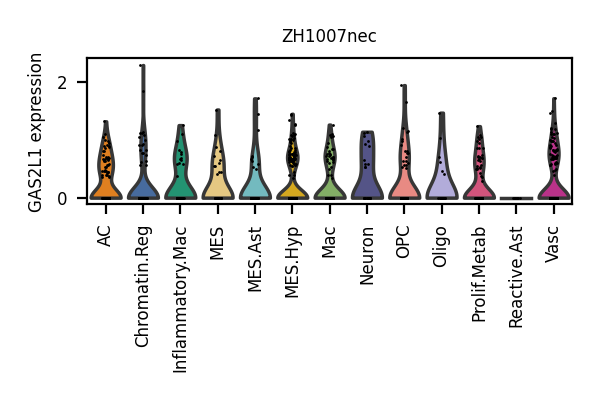 ZH1007nec
GAS2L1 expression
2
0
AC
Chromatin.Reg
Inflammatory.Mac
MES
MES.Ast
MES.Hyp
Mac
Neuron
OPC
Oligo
Prolif.Metab
Reactive.Ast
Vasc